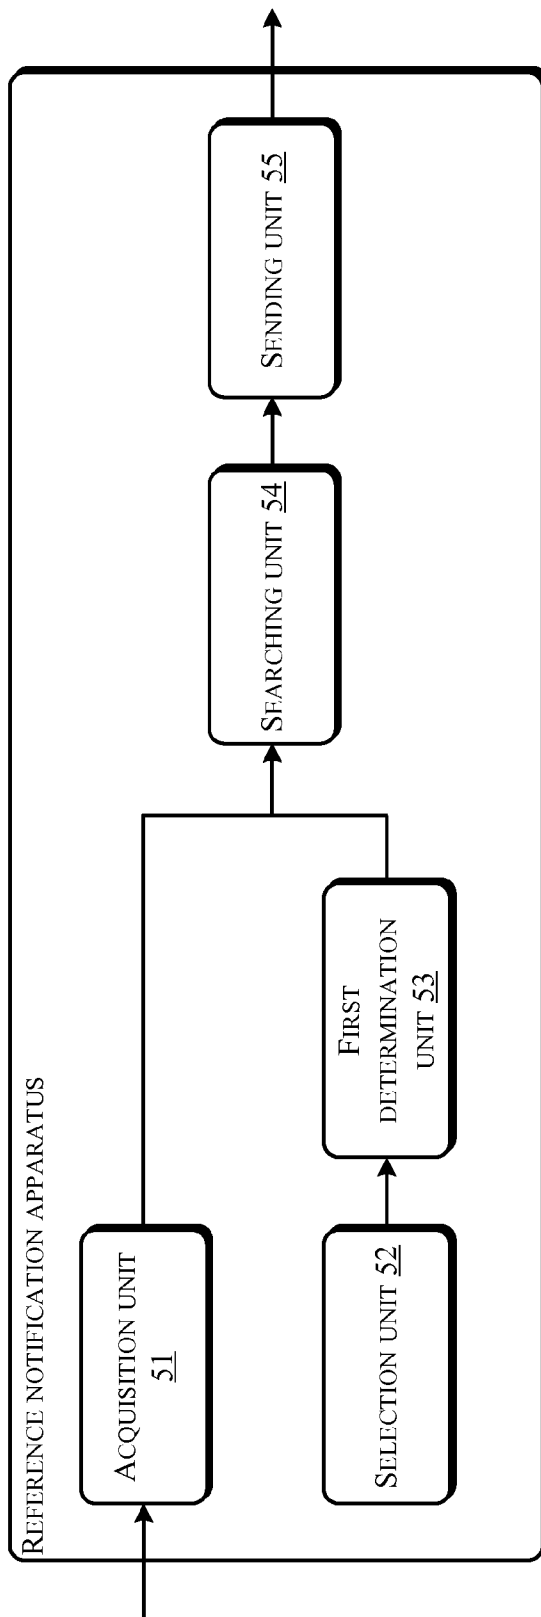 REFERENCE NOTIFICATION APPARATUS
ACQUISITION UNIT
51
SELECTION UNIT 52
FIRST
DETERMINATION
UNIT 53
SEARCHING UNIT 54
SENDING UNIT 55